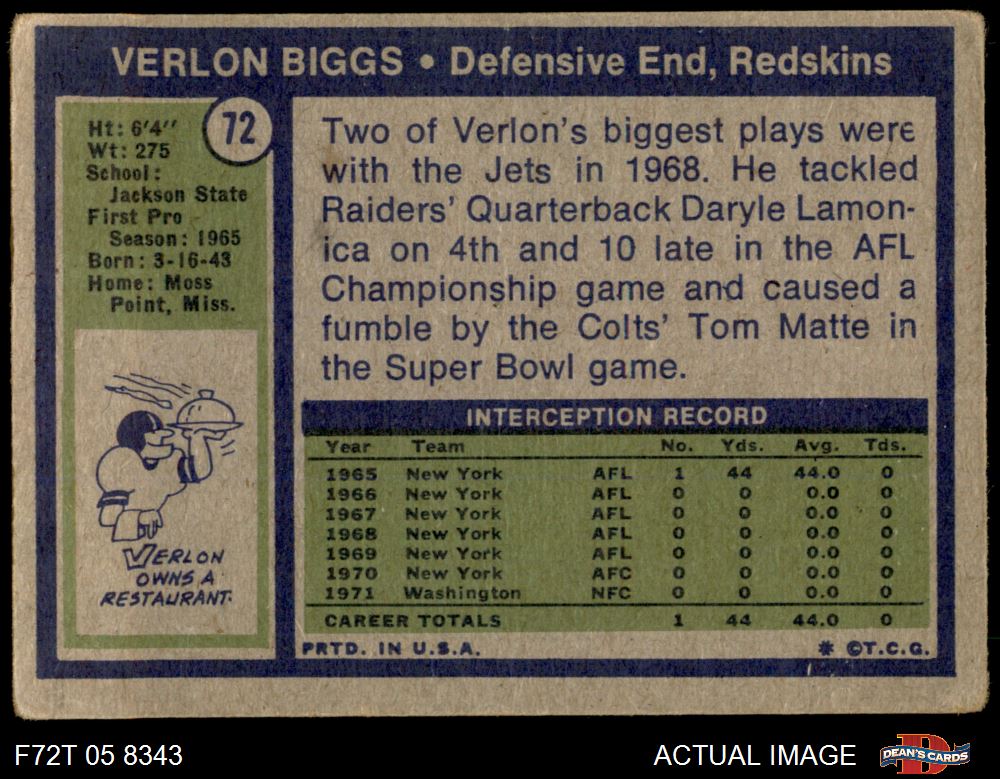 VERLON BIGGS • Defensive End, Redskins
72
Ht: 6'4''
Wt: 275
School:
Jackson State
First Pro
Season: 1965
Born: 3-16-43
Home: Moss
Point, Miss.
VERLON
OWNS A
RESTAURANT.
Two of Verlon's biggest plays were
with the Jets in 1968. He tackled
Raiders' Quarterback Daryle Lamon-
ica on 4th and 10 late in the AFL
Championship game and caused a
fumble by the Colts' Tom Matte in
the Super Bowl game.
INTERCEPTION RECORD
Year Team No. Yds. Avg. Tds.
1965 New York AFL 1 44 44.0 0
1966 New York AFL 0 0 0.0 0
1967 New York AFL 0 0 0.0 0
1968 New York AFL 0 0 0.0 0
1969 New York AFL 0 0 0.0 0
1970 New York AFC 0 0 0.0 0
1971 Washington NFC 0 0 0.0 0
CAREER TOTALS 1 44 44.0 0
PRTD. IN U.S.A. * ©T.C.G.
F72T 05 8343 ACTUAL IMAGE DEAN'S CARDS